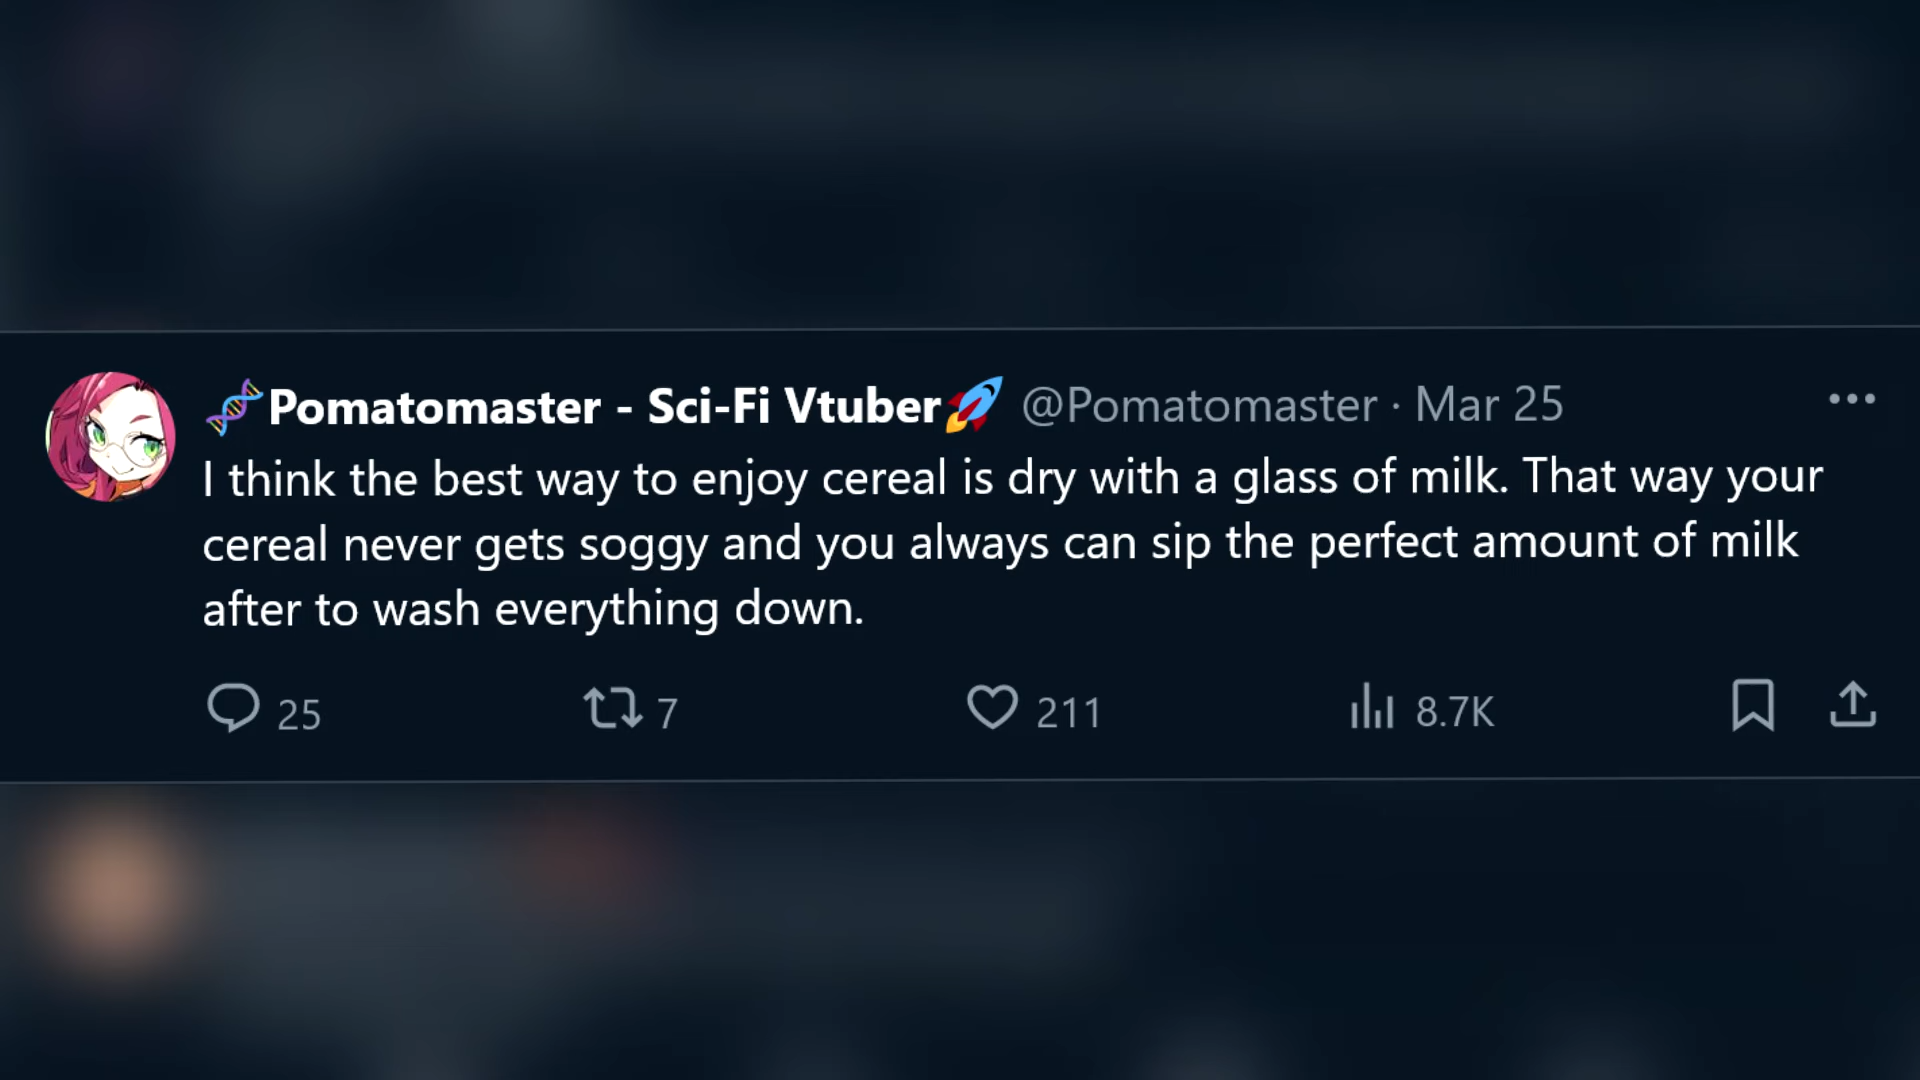 🧬Pomatomaster - Sci-Fi Vtuber🚀 @Pomatomaster · Mar 25
I think the best way to enjoy cereal is dry with a glass of milk. That way your
cereal never gets soggy and you always can sip the perfect amount of milk
after to wash everything down.
25 7 211 8.7K